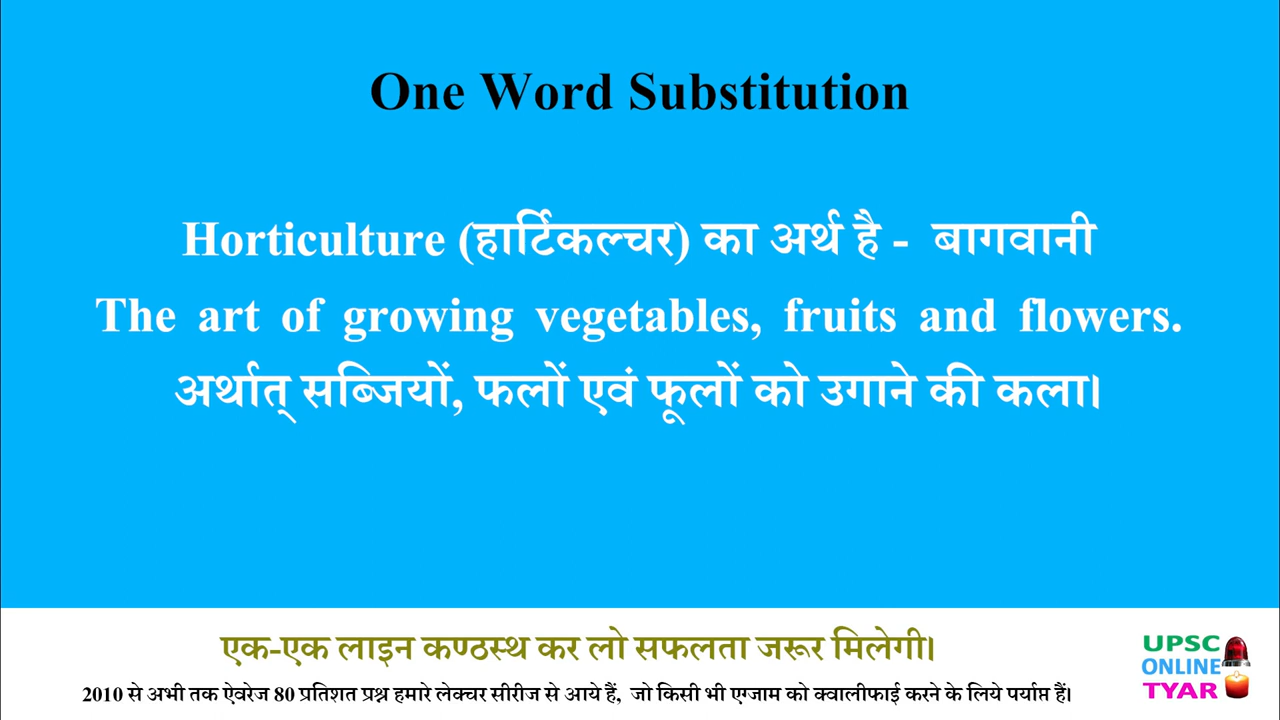 One Word Substitution
Horticulture (हार्टिकल्चर) का अर्थ है - बागवानी
The art of growing vegetables, fruits and flowers.
अर्थात् सब्जियों, फलों एवं फूलों को उगाने की कला।
एक-एक लाइन कण्ठस्थ कर लो सफलता जरूर मिलेगी।
2010 से अभी तक ऐवरेज 80 प्रतिशत प्रश्न हमारे लेक्चर सीरीज से आये हैं, जो किसी भी एग्जाम को क्वालीफाई करने के लिये पर्याप्त हैं।
UPSC
ONLINE
TYAR